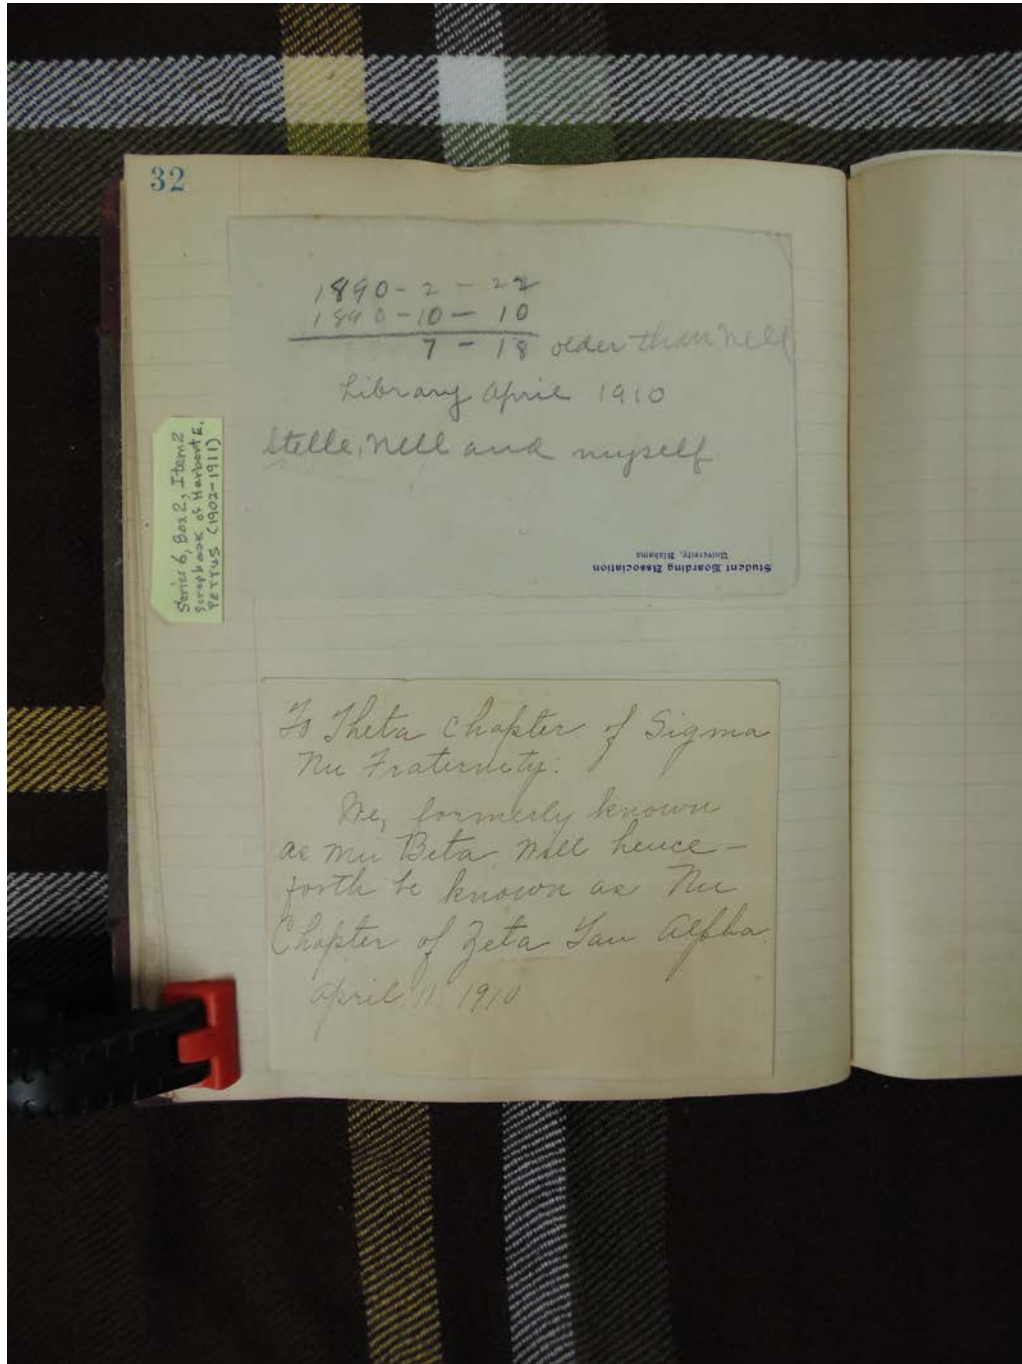 32
1890 - 2 - 22
1890 - 10 - 10
7 - 18 older than Nell
Library April 1910
Stelle, Nell and myself
Student Boarding Association
University, Alabama
Series 6, Box 2, Item 2
Scrapbook of Harbert E.
Pettus (1902-1911)
To Theta Chapter of Sigma
Nu Fraternity.
We, formerly known
as Mu Beta will hence-
forth be known as Nu
Chapter of Zeta Tau Alpha
April 11 1910